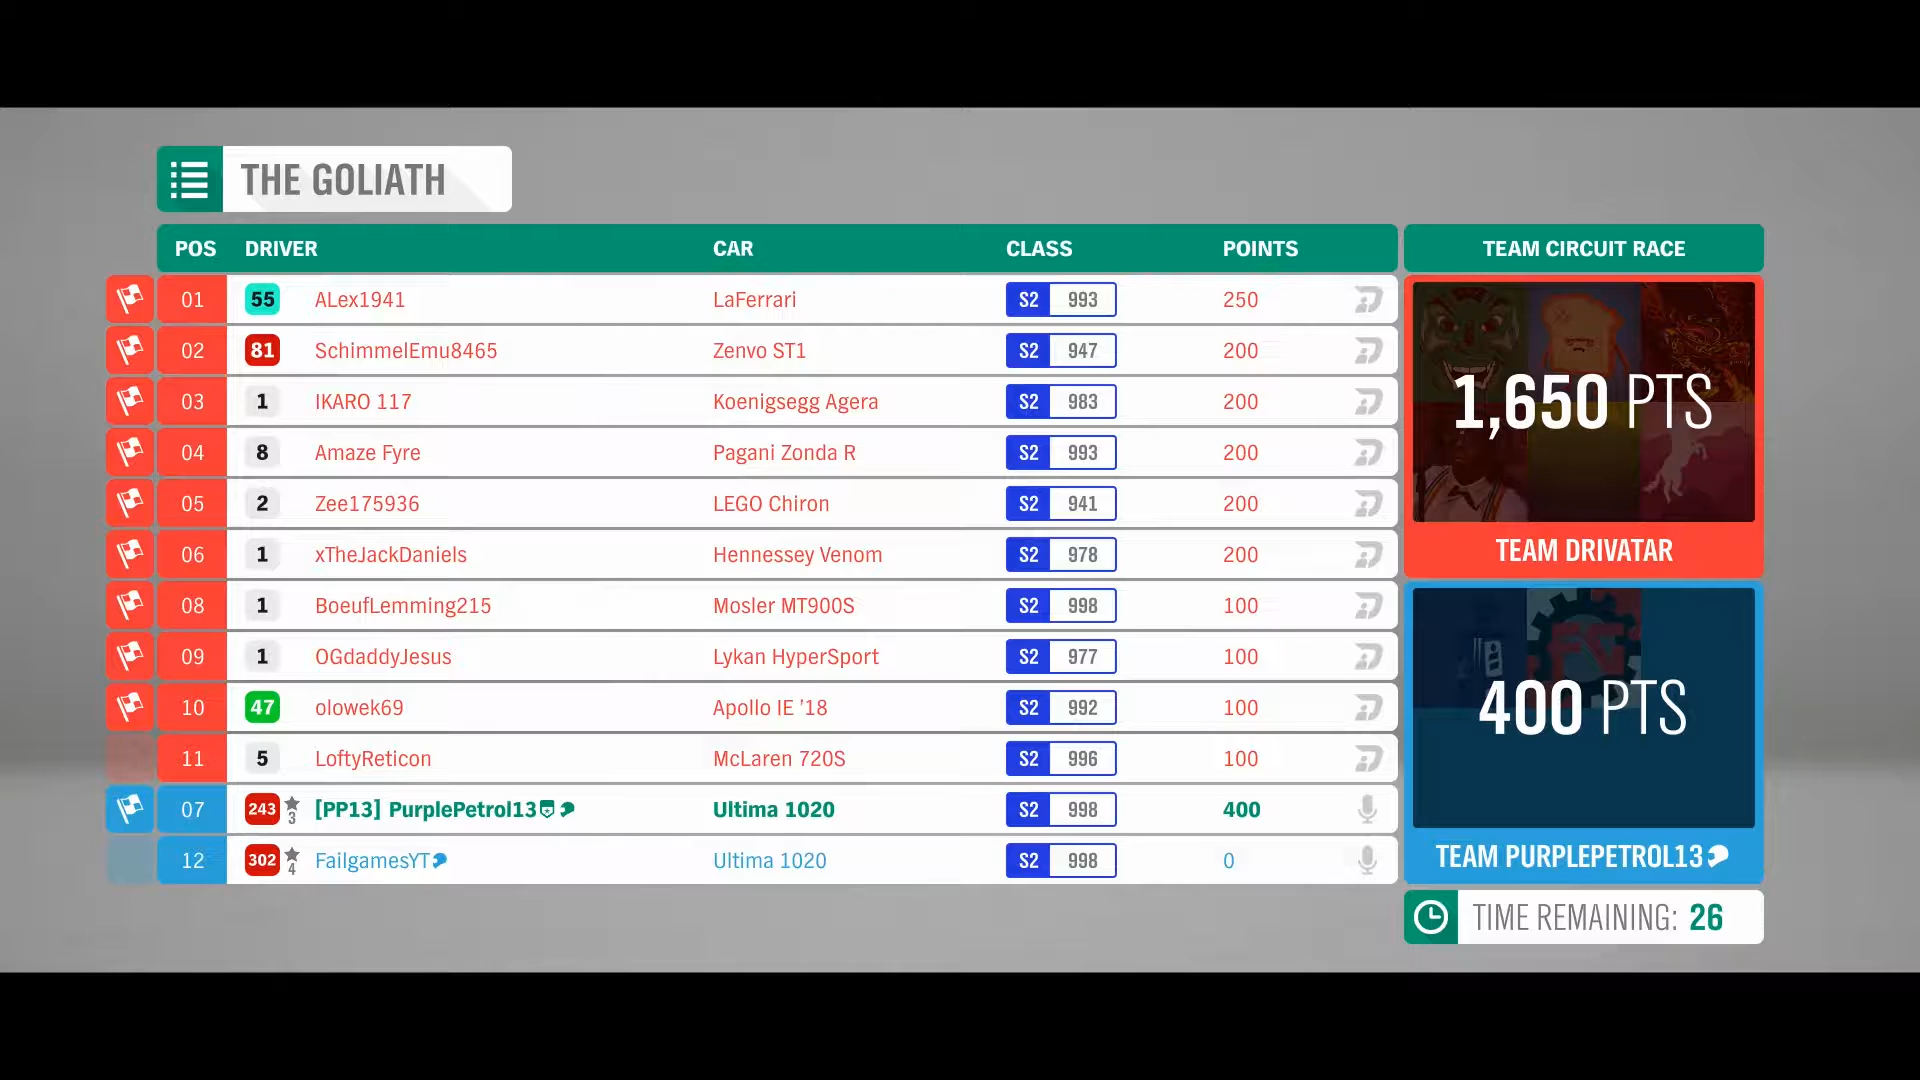 THE GOLIATH
POS DRIVER CAR CLASS POINTS TEAM CIRCUIT RACE
01 55 ALex1941 LaFerrari S2 993 250
02 81 SchimmelEmu8465 Zenvo ST1 S2 947 200
03 1 IKARO 117 Koenigsegg Agera S2 983 200
04 8 Amaze Fyre Pagani Zonda R S2 993 200
05 2 Zee175936 LEGO Chiron S2 941 200
06 1 xTheJackDaniels Hennessey Venom S2 978 200
08 1 BoeufLemming215 Mosler MT900S S2 998 100
09 1 OGdaddyJesus Lykan HyperSport S2 977 100
10 47 olowek69 Apollo IE '18 S2 992 100
11 5 LoftyReticon McLaren 720S S2 996 100
07 243 3 [PP13] PurplePetrol13 Ultima 1020 S2 998 400
12 302 4 FailgamesYT Ultima 1020 S2 998 0
1,650 PTS
TEAM DRIVATAR
400 PTS
TEAM PURPLEPETROL13
TIME REMAINING: 26